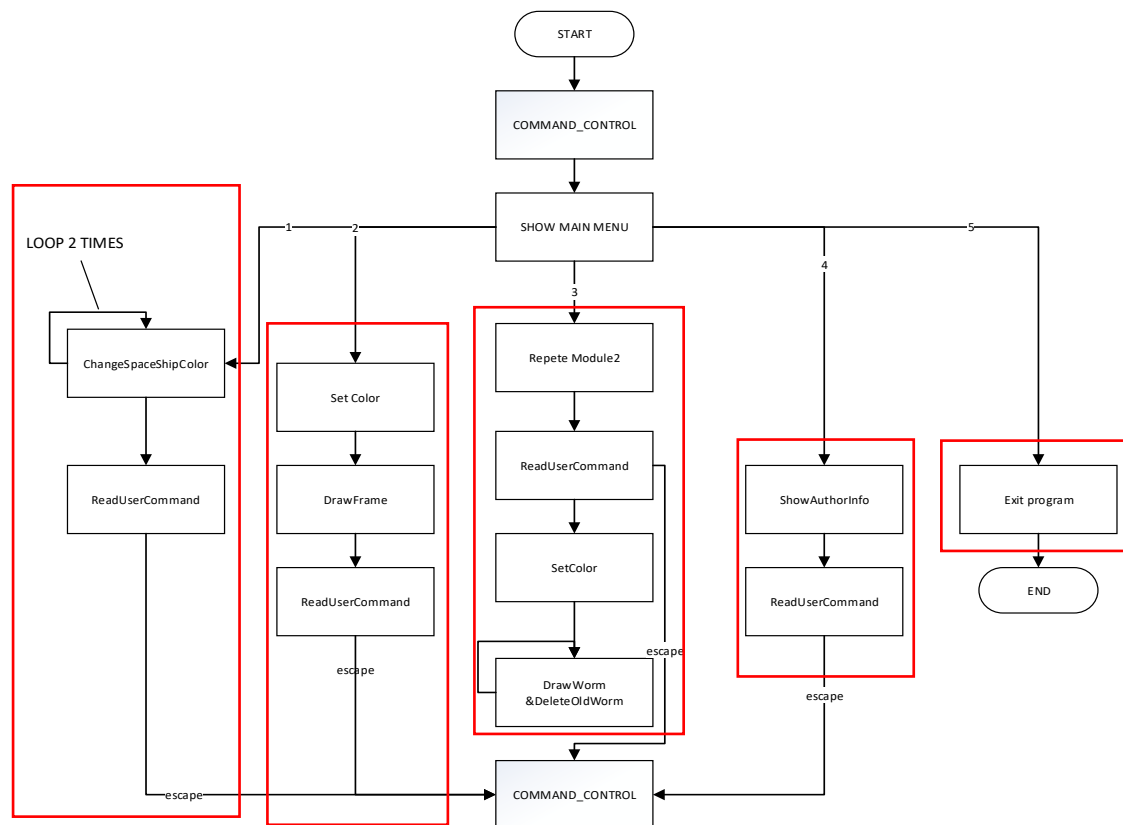 START
COMMAND_CONTROL
SHOW MAIN MENU
1
2
3
4
5
LOOP 2 TIMES
ChangeSpaceShipColor
ReadUserCommand
escape
Set Color
DrawFrame
ReadUserCommand
escape
Repete Module2
ReadUserCommand
SetColor
DrawWorm
&DeleteOldWorm
escape
ShowAuthorInfo
ReadUserCommand
escape
Exit program
END
COMMAND_CONTROL